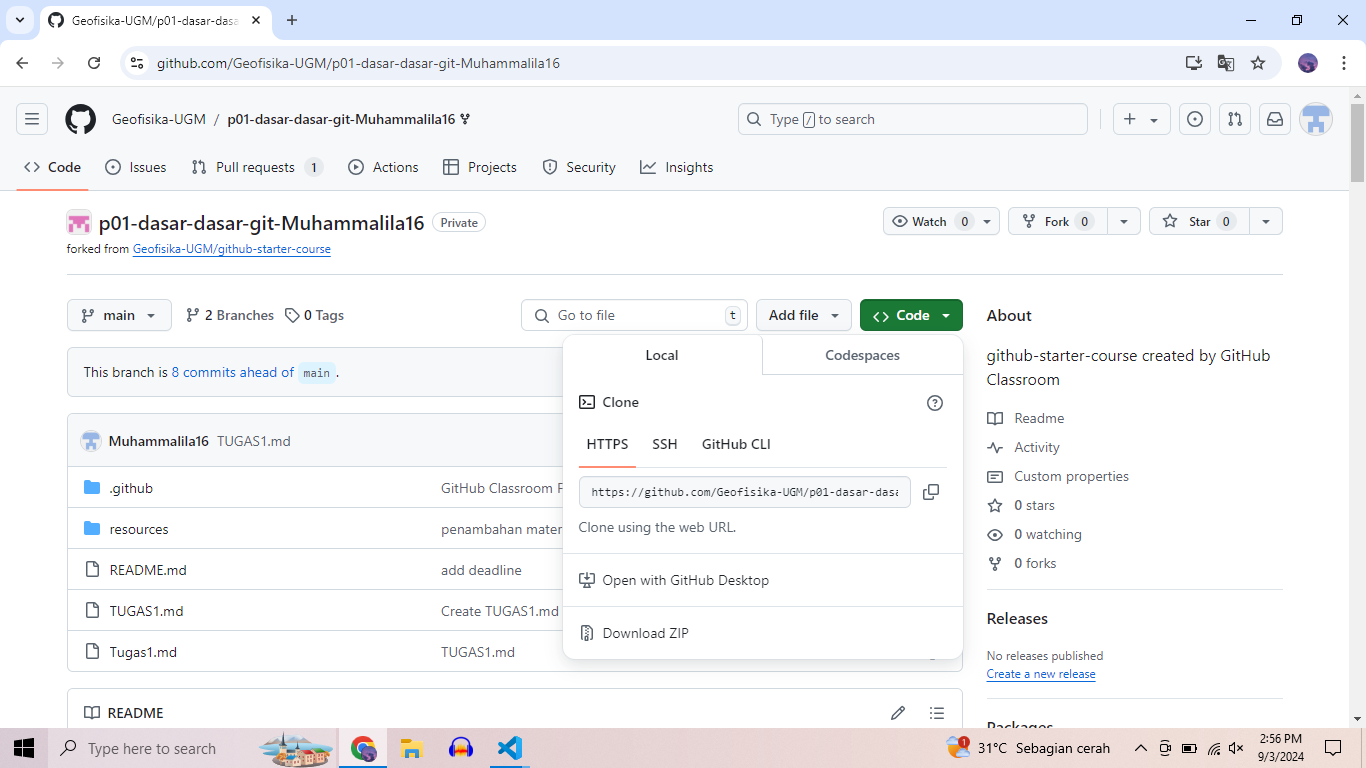 Geofisika-UGM/p01-dasar-dasa
github.com/Geofisika-UGM/p01-dasar-dasar-git-Muhammalila16
Geofisika-UGM / p01-dasar-dasar-git-Muhammalila16
Type / to search
Code
Issues
Pull requests 1
Actions
Projects
Security
Insights
p01-dasar-dasar-git-Muhammalila16 Private
forked from Geofisika-UGM/github-starter-course
Watch 0
Fork 0
Star 0
main
2 Branches
0 Tags
Go to file t
Add file
Code
This branch is 8 commits ahead of main .
Muhammalila16 TUGAS1.md
.github GitHub Classroom F
resources penambahan mater
README.md add deadline
TUGAS1.md Create TUGAS1.md
Tugas1.md TUGAS1.md
README
Local
Codespaces
Clone
HTTPS
SSH
GitHub CLI
https://github.com/Geofisika-UGM/p01-dasar-dasa
Clone using the web URL.
Open with GitHub Desktop
Download ZIP
About
github-starter-course created by GitHub
Classroom
Readme
Activity
Custom properties
0 stars
0 watching
0 forks
Releases
No releases published
Create a new release
Packages
Type here to search
1
31°C Sebagian cerah
2:56 PM
9/3/2024